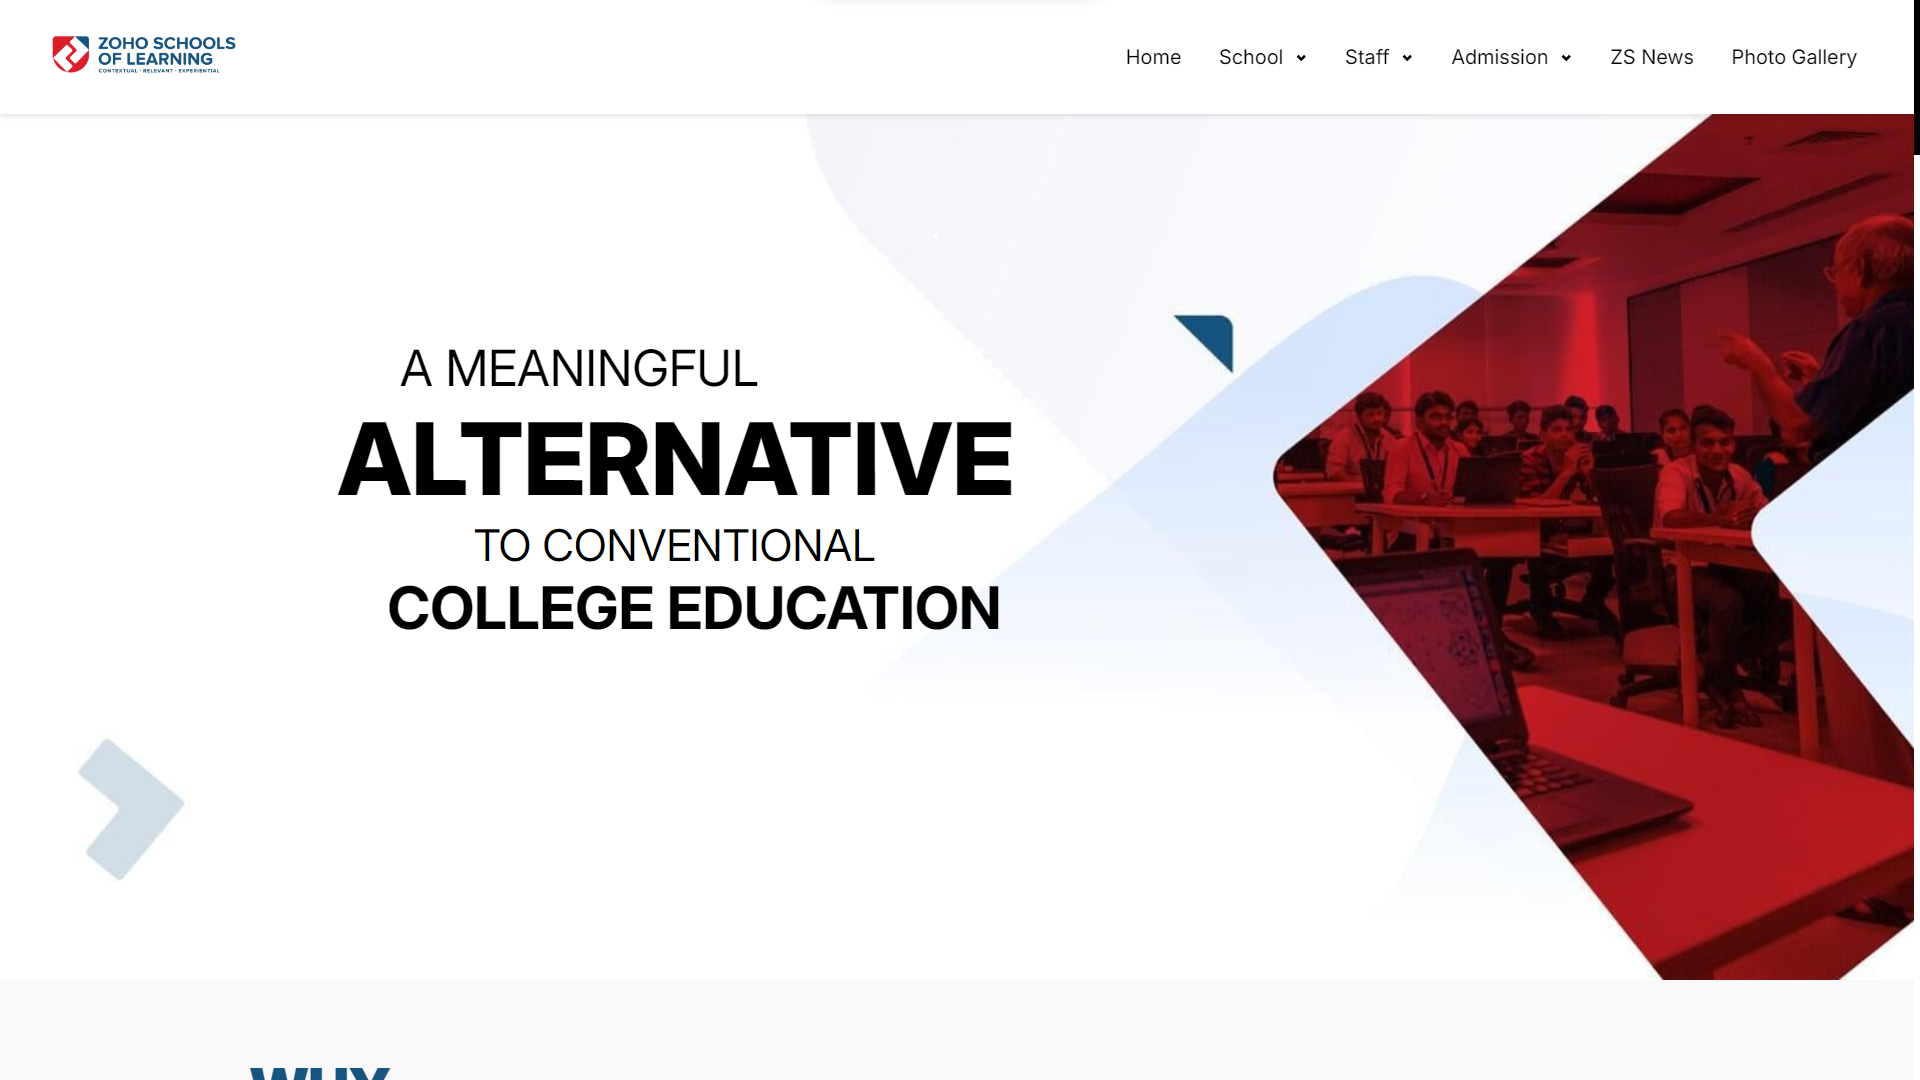 ZOHO SCHOOLS
OF LEARNING
CONTEXTUAL · RELEVANT · EXPERIENTIAL
Home School Staff Admission ZS News Photo Gallery
A MEANINGFUL
ALTERNATIVE
TO CONVENTIONAL
COLLEGE EDUCATION
WHY